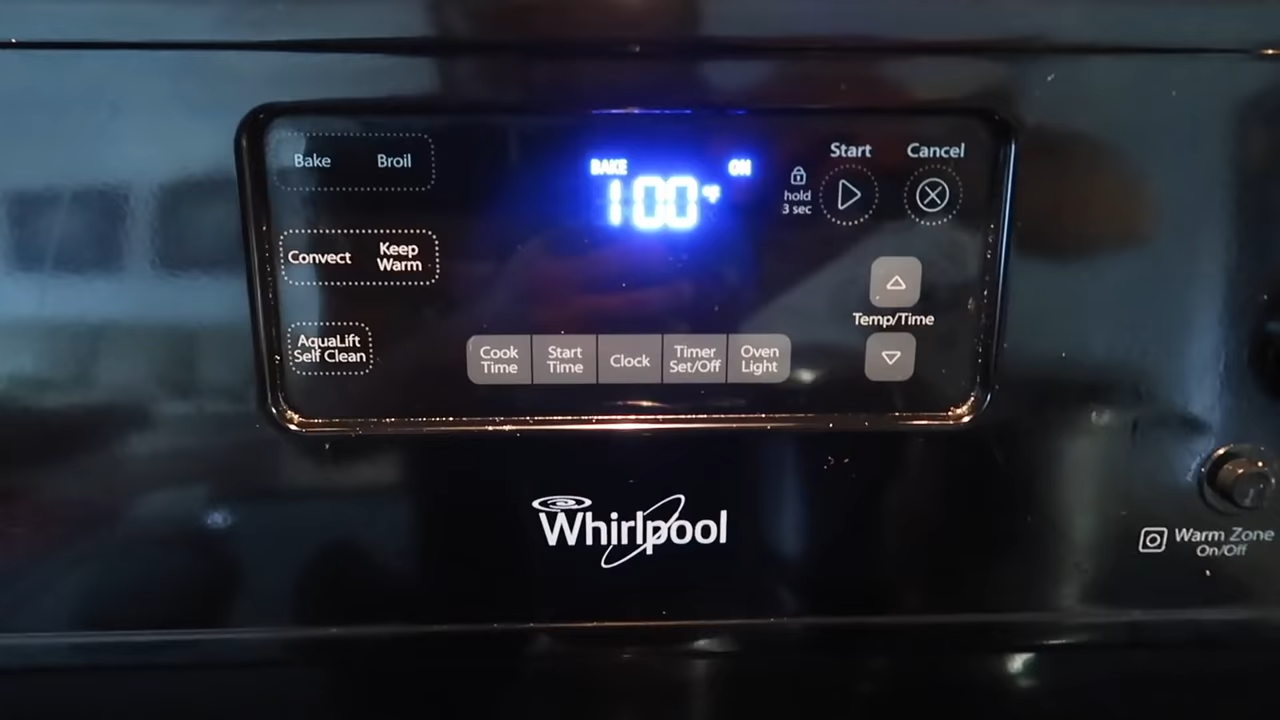 Bake Broil
BAKE ON
100°F
Start Cancel
hold
3 sec
Convect Keep
Warm
Temp/Time
AquaLift
Self Clean
Cook
Time
Start
Time
Clock
Timer
Set/Off
Oven
Light
Whirlpool
Warm Zone
On/Off